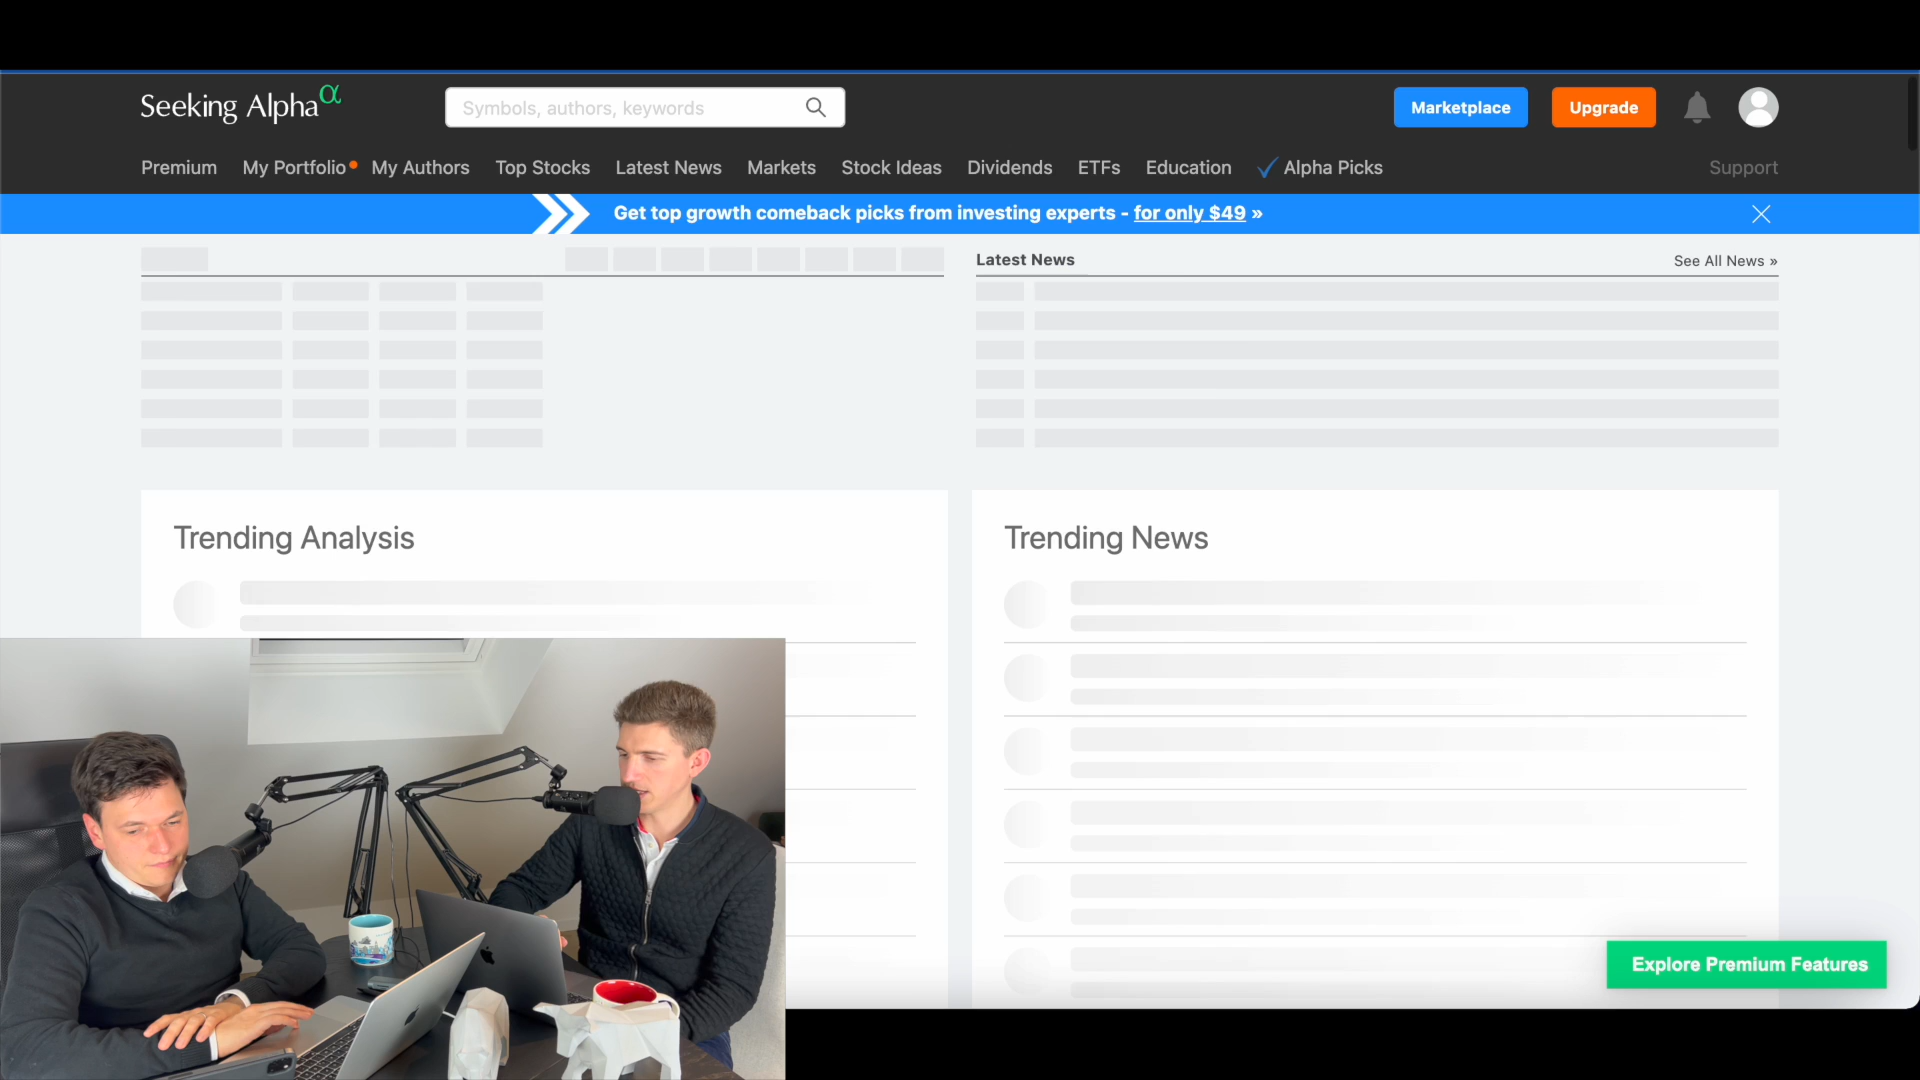 Seeking Alpha α
Symbols, authors, keywords
Marketplace
Upgrade
Premium My Portfolio My Authors Top Stocks Latest News Markets Stock Ideas Dividends ETFs Education Alpha Picks Support
Get top growth comeback picks from investing experts - for only $49 »
Latest News
See All News »
Trending Analysis
Trending News
Explore Premium Features